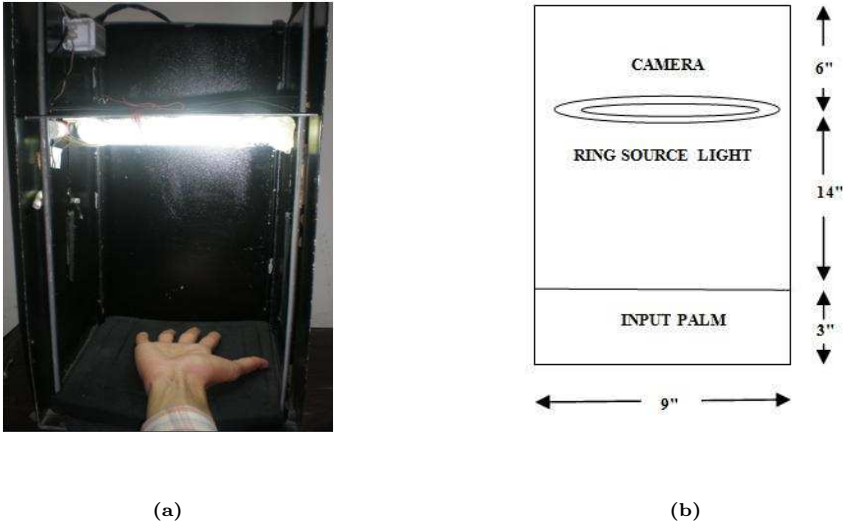 CAMERA
6"
RING SOURCE LIGHT
14"
INPUT PALM
3"
9"
(a)
(b)